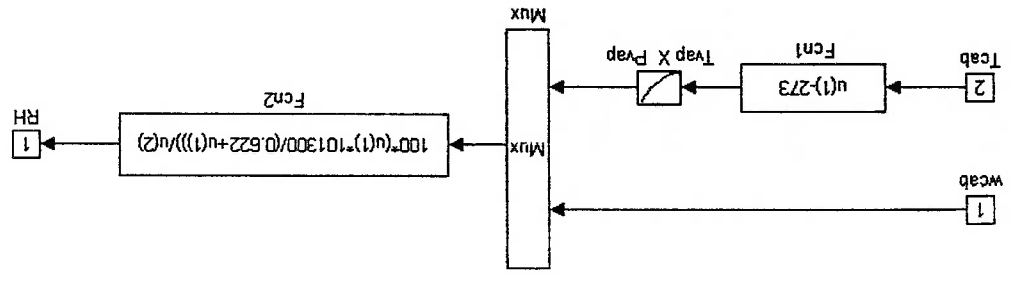 1
wcab
Mux
2
Tcab
u(1)-273
Fcn1
Tvap X Pvap
Mux
100*(u(1)*101300/(0.622+u(1)))/u(2)
Fcn2
1
RH